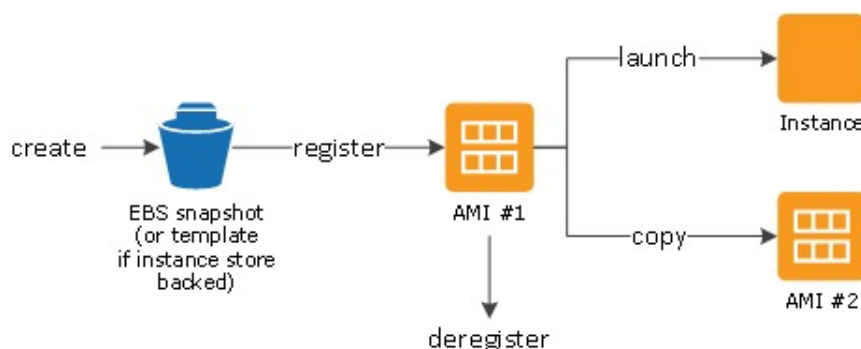 create
EBS snapshot
(or template
if instance store
backed)
register
AMI #1
deregister
launch
Instance
copy
AMI #2